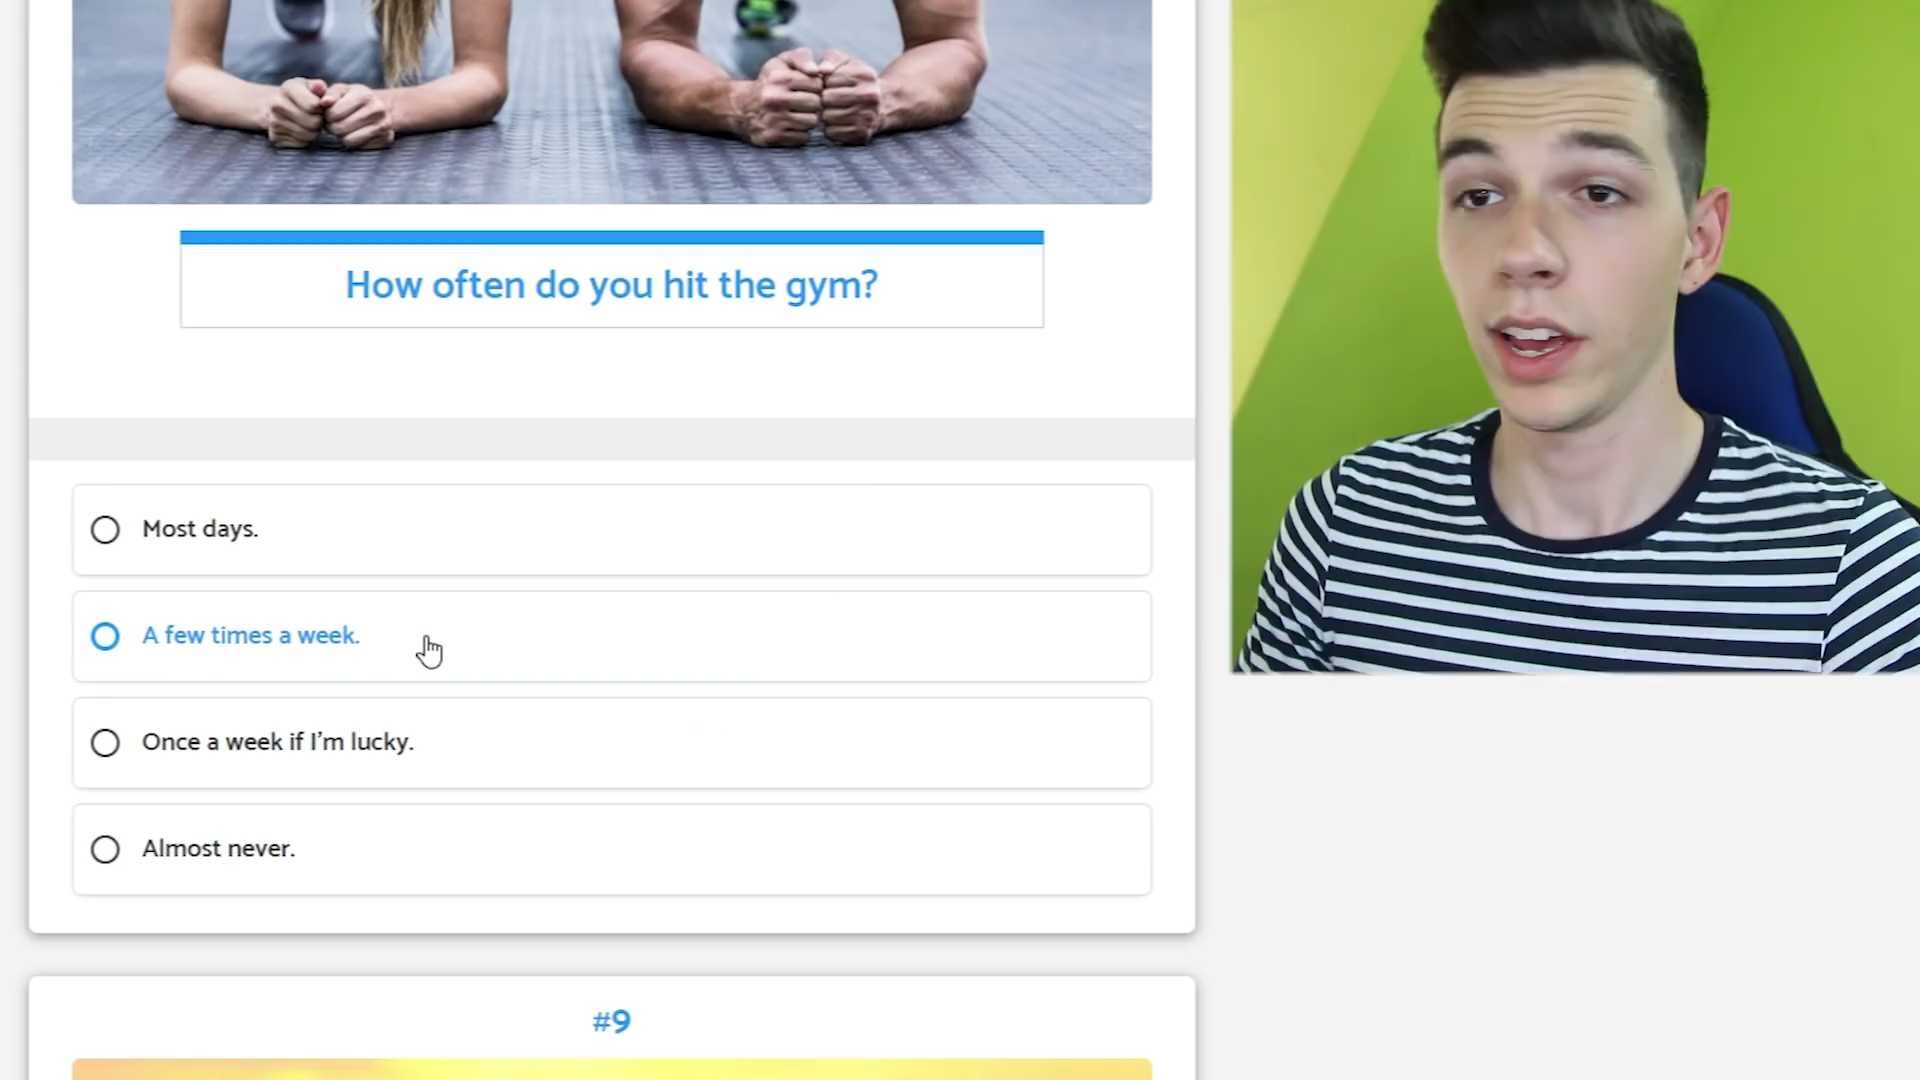 How often do you hit the gym?
Most days.
A few times a week.
Once a week if I'm lucky.
Almost never.
#9